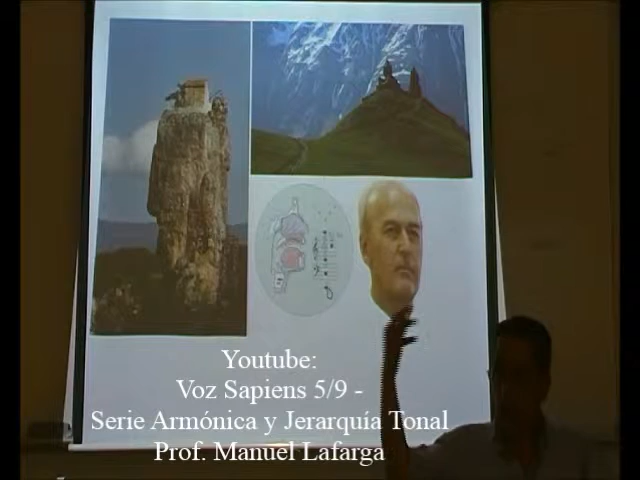 Youtube:
Voz Sapiens 5/9 -
Serie Armónica y Jerarquía Tonal
Prof. Manuel Lafarga